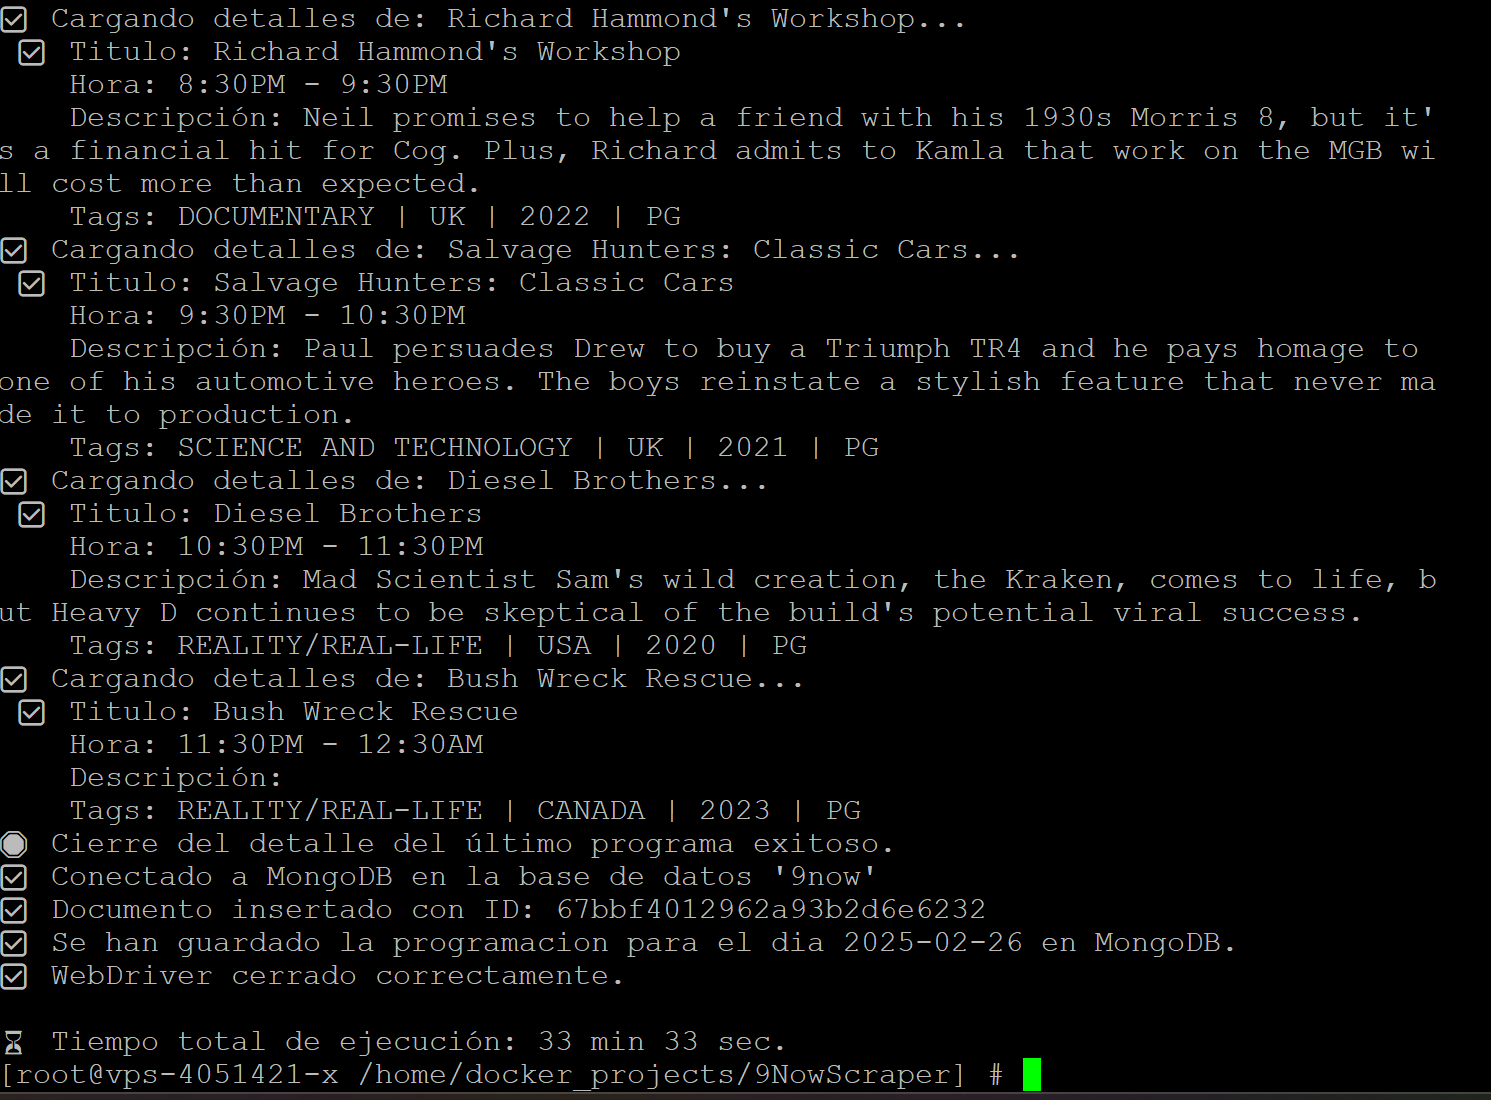 ☑ Cargando detalles de: Richard Hammond's Workshop...
☑ Titulo: Richard Hammond's Workshop
Hora: 8:30PM - 9:30PM
Descripción: Neil promises to help a friend with his 1930s Morris 8, but it'
s a financial hit for Cog. Plus, Richard admits to Kamla that work on the MGB wi
ll cost more than expected.
Tags: DOCUMENTARY | UK | 2022 | PG
☑ Cargando detalles de: Salvage Hunters: Classic Cars...
☑ Titulo: Salvage Hunters: Classic Cars
Hora: 9:30PM - 10:30PM
Descripción: Paul persuades Drew to buy a Triumph TR4 and he pays homage to
one of his automotive heroes. The boys reinstate a stylish feature that never ma
de it to production.
Tags: SCIENCE AND TECHNOLOGY | UK | 2021 | PG
☑ Cargando detalles de: Diesel Brothers...
☑ Titulo: Diesel Brothers
Hora: 10:30PM - 11:30PM
Descripción: Mad Scientist Sam's wild creation, the Kraken, comes to life, b
ut Heavy D continues to be skeptical of the build's potential viral success.
Tags: REALITY/REAL-LIFE | USA | 2020 | PG
☑ Cargando detalles de: Bush Wreck Rescue...
☑ Titulo: Bush Wreck Rescue
Hora: 11:30PM - 12:30AM
Descripción:
Tags: REALITY/REAL-LIFE | CANADA | 2023 | PG
Cierre del detalle del último programa exitoso.
☑ Conectado a MongoDB en la base de datos '9now'
☑ Documento insertado con ID: 67bbf4012962a93b2d6e6232
☑ Se han guardado la programacion para el dia 2025-02-26 en MongoDB.
☑ WebDriver cerrado correctamente.
⏳ Tiempo total de ejecución: 33 min 33 sec.
[root@vps-4051421-x /home/docker_projects/9NowScraper] #